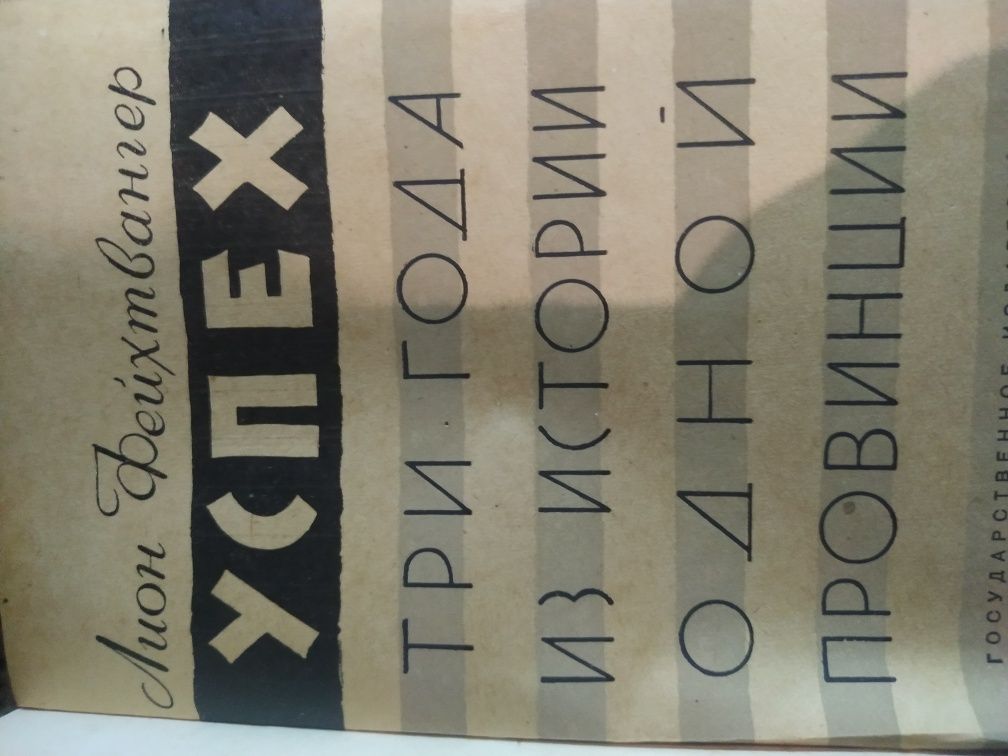 Лион Фейхтвангер
УСПЕХ
ТРИ ГОДА
ИЗ ИСТОРИИ
ОДНОЙ
ПРОВИНЦИИ
ГОСУДАРСТВЕННОЕ